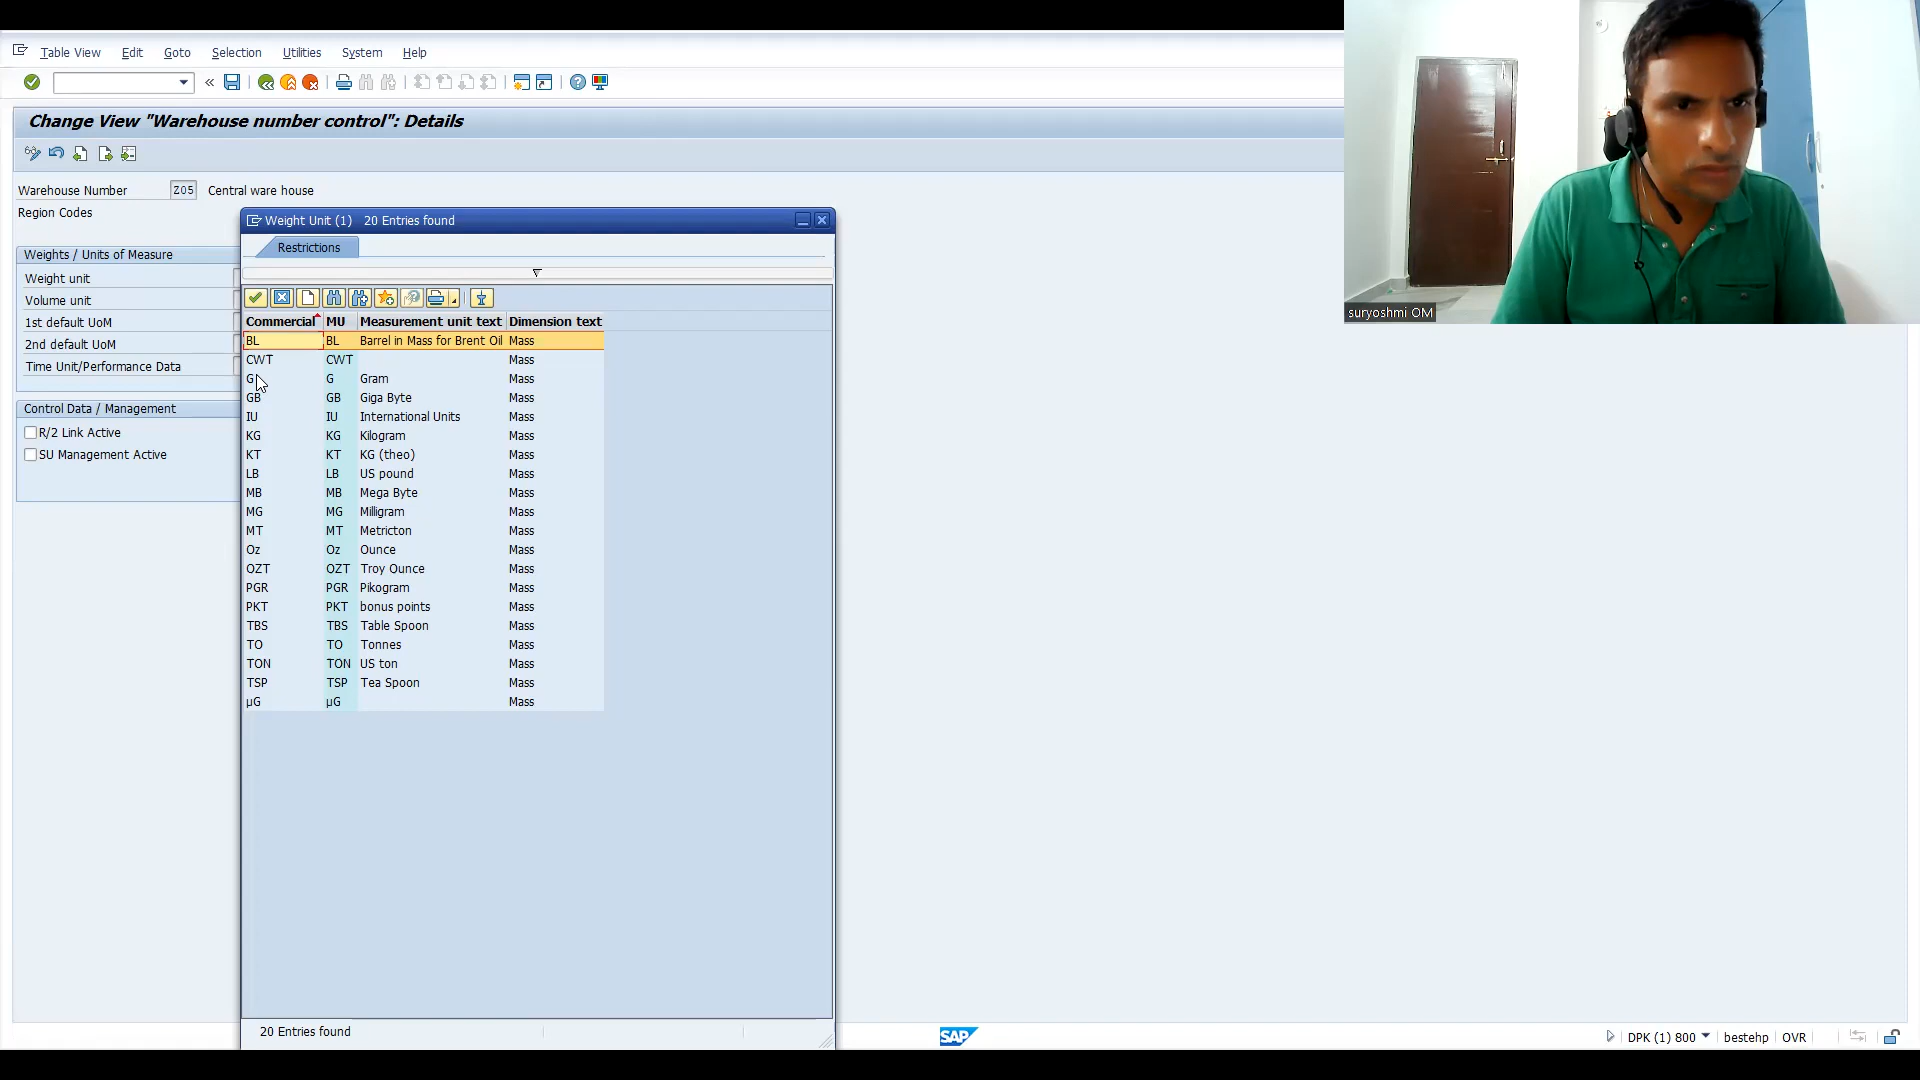 Table View Edit Goto Selection Utilities System Help
Change View "Warehouse number control": Details
Warehouse Number Z05 Central ware house
Region Codes
Weights / Units of Measure
Weight unit
Volume unit
1st default UoM
2nd default UoM
Time Unit/Performance Data
Control Data / Management
R/2 Link Active
SU Management Active
Weight Unit (1) 20 Entries found
Restrictions
Commercial MU Measurement unit text Dimension text
BL BL Barrel in Mass for Brent Oil Mass
CWT CWT Mass
G G Gram Mass
GB GB Giga Byte Mass
IU IU International Units Mass
KG KG Kilogram Mass
KT KT KG (theo) Mass
LB LB US pound Mass
MB MB Mega Byte Mass
MG MG Milligram Mass
MT MT Metricton Mass
Oz Oz Ounce Mass
OZT OZT Troy Ounce Mass
PGR PGR Pikogram Mass
PKT PKT bonus points Mass
TBS TBS Table Spoon Mass
TO TO Tonnes Mass
TON TON US ton Mass
TSP TSP Tea Spoon Mass
µG µG Mass
20 Entries found
suryoshmi OM
SAP
DPK (1) 800 bestehp OVR